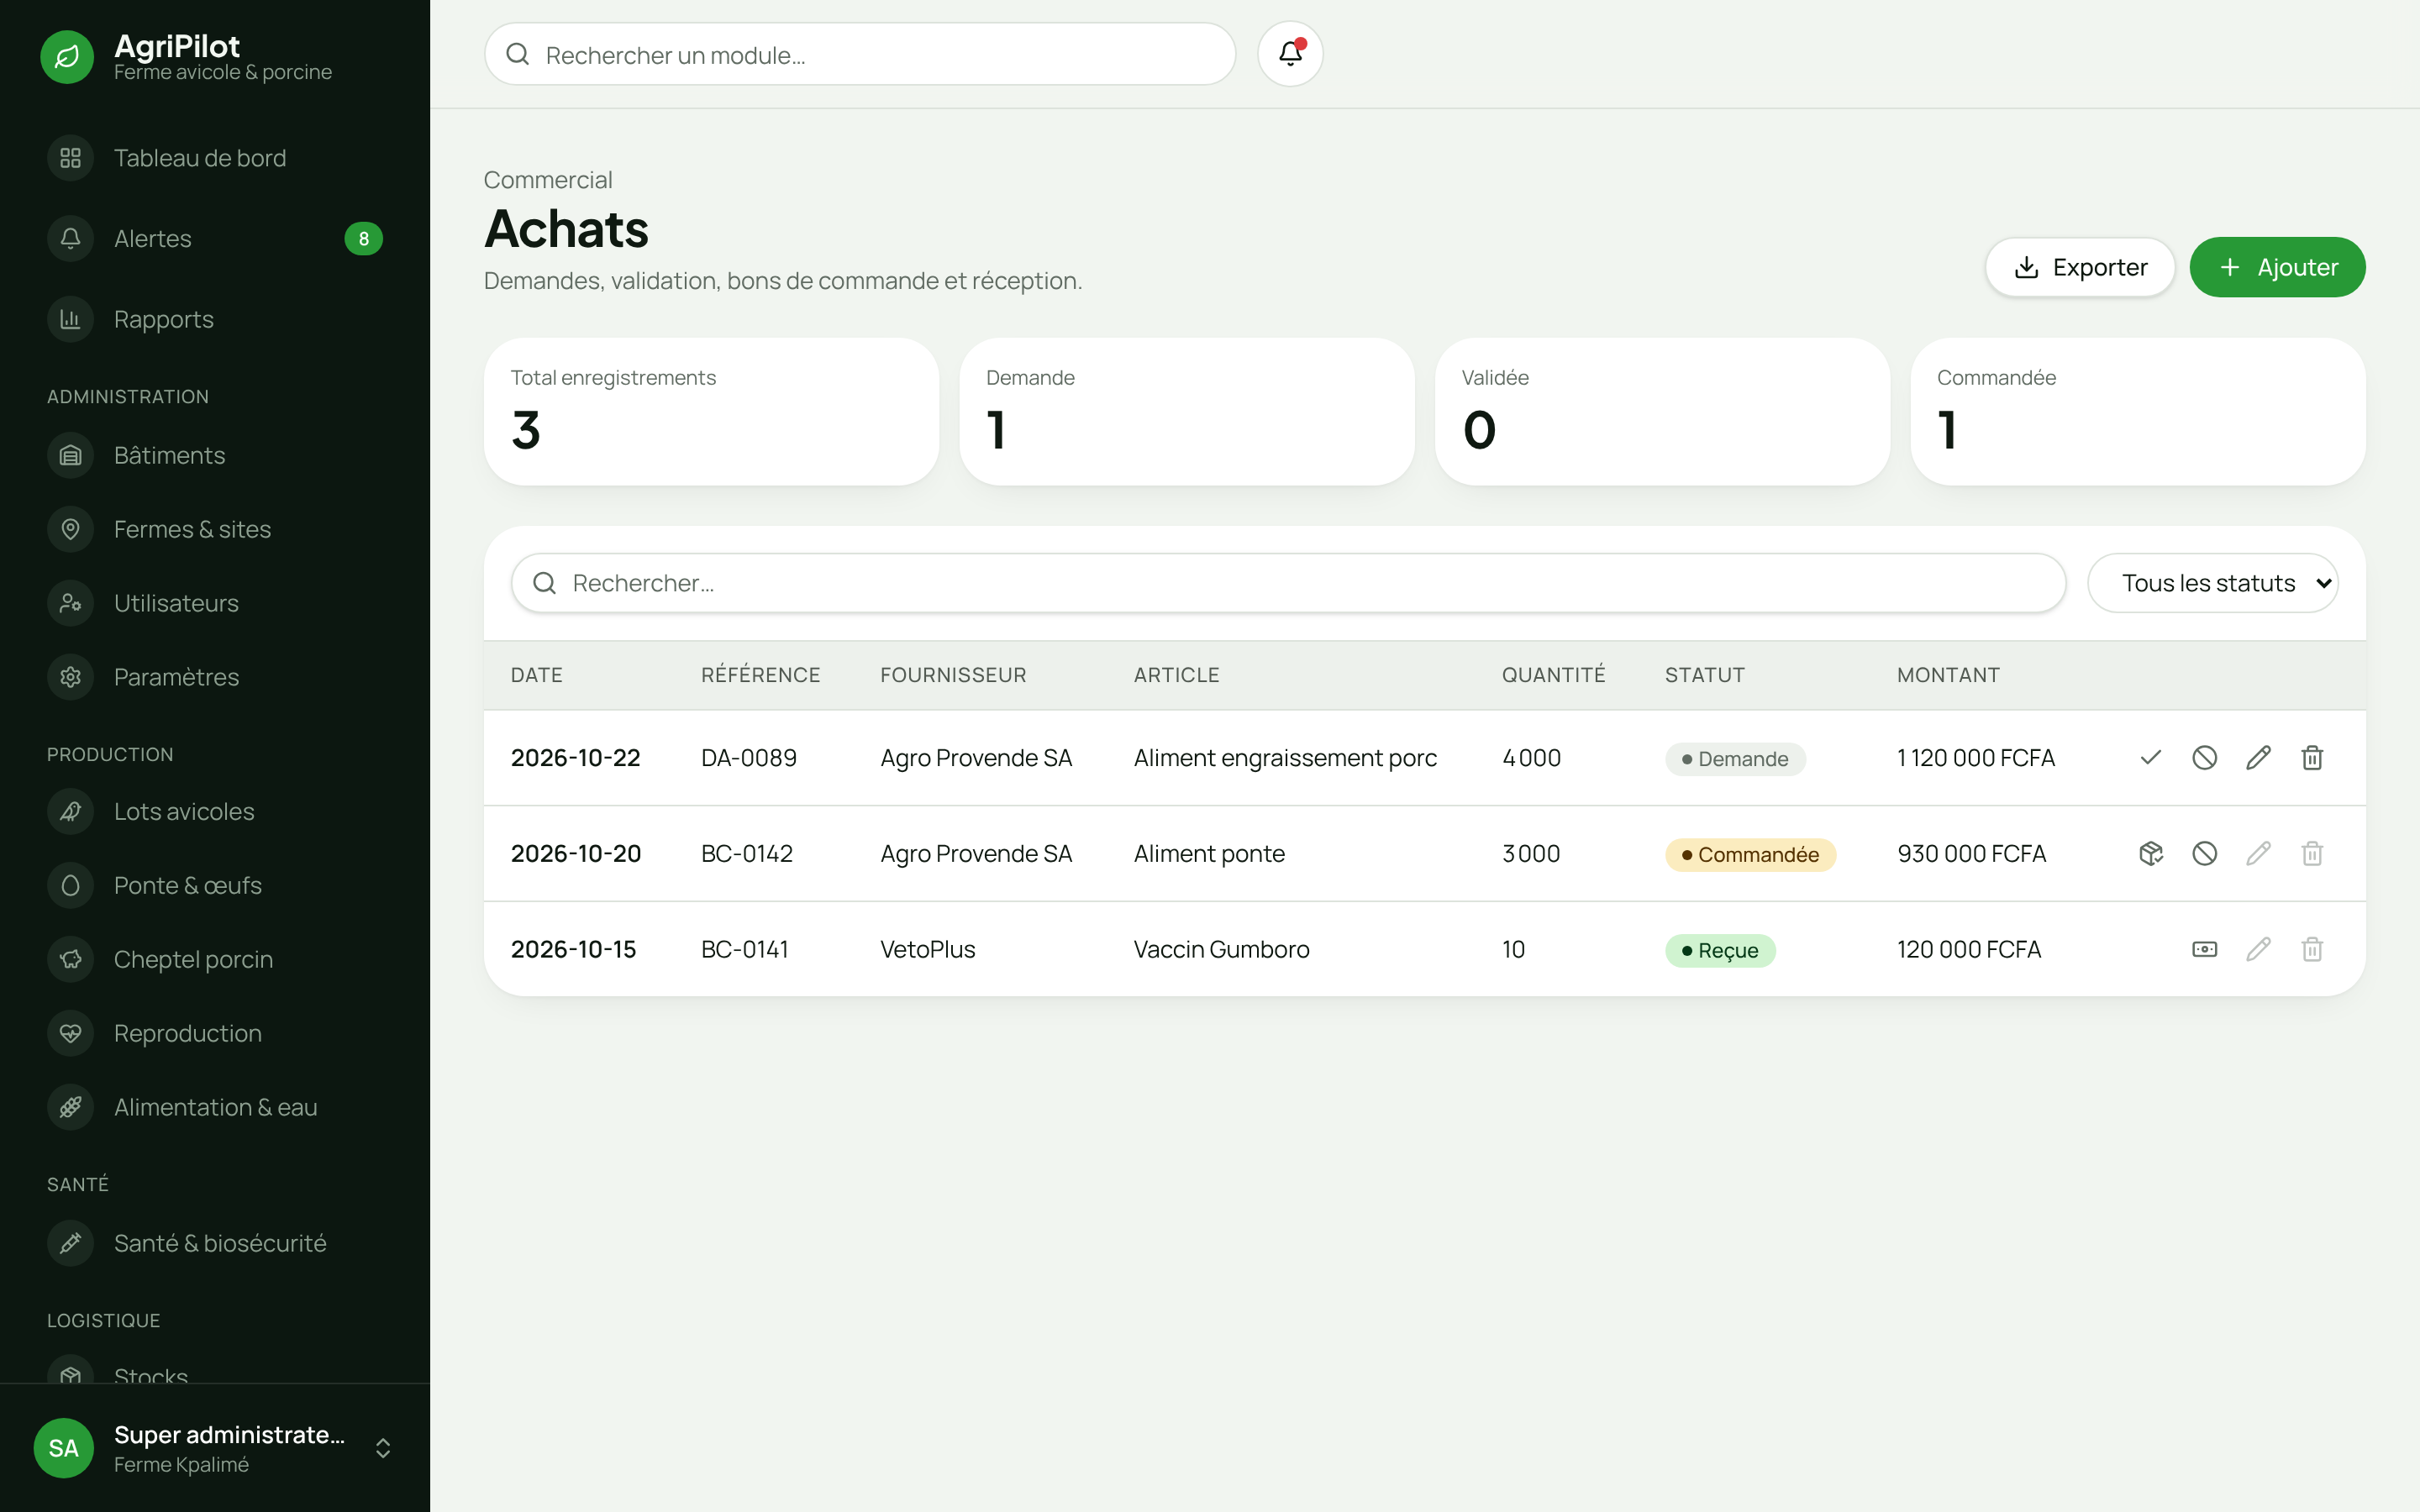 AgriPilot
Ferme avicole & porcine
Tableau de bord
Alertes 8
Rapports
ADMINISTRATION
Bâtiments
Fermes & sites
Utilisateurs
Paramètres
PRODUCTION
Lots avicoles
Ponte & œufs
Cheptel porcin
Reproduction
Alimentation & eau
SANTÉ
Santé & biosécurité
LOGISTIQUE
Stocks
SA
Super administrate...
Ferme Kpalimé
Rechercher un module...
Commercial
Achats
Demandes, validation, bons de commande et réception.
Exporter
Ajouter
Total enregistrements
3
Demande
1
Validée
0
Commandée
1
Rechercher...
Tous les statuts
DATE RÉFÉRENCE FOURNISSEUR ARTICLE QUANTITÉ STATUT MONTANT
2026-10-22 DA-0089 Agro Provende SA Aliment engraissement porc 4 000 Demande 1 120 000 FCFA
2026-10-20 BC-0142 Agro Provende SA Aliment ponte 3 000 Commandée 930 000 FCFA
2026-10-15 BC-0141 VetoPlus Vaccin Gumboro 10 Reçue 120 000 FCFA